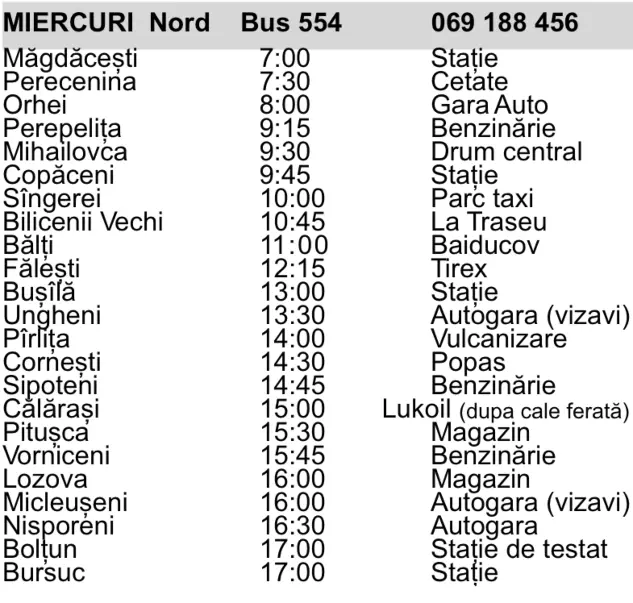 MIERCURI Nord Bus 554 069 188 456
Măgdăcești 7:00 Stație
Perecenina 7:30 Cetate
Orhei 8:00 Gara Auto
Perepelița 9:15 Benzinărie
Mihailovca 9:30 Drum central
Copăceni 9:45 Stație
Sîngerei 10:00 Parc taxi
Bilicenii Vechi 10:45 La Traseu
Bălți 11:00 Baiducov
Fălești 12:15 Tirex
Bușîlă 13:00 Stație
Ungheni 13:30 Autogara (vizavi)
Pîrlița 14:00 Vulcanizare
Cornești 14:30 Popas
Sipoteni 14:45 Benzinărie
Călărași 15:00 Lukoil (dupa cale ferată)
Pitușca 15:30 Magazin
Vorniceni 15:45 Benzinărie
Lozova 16:00 Magazin
Micleușeni 16:00 Autogara (vizavi)
Nisporeni 16:30 Autogara
Bolțun 17:00 Stație de testat
Bursuc 17:00 Stație